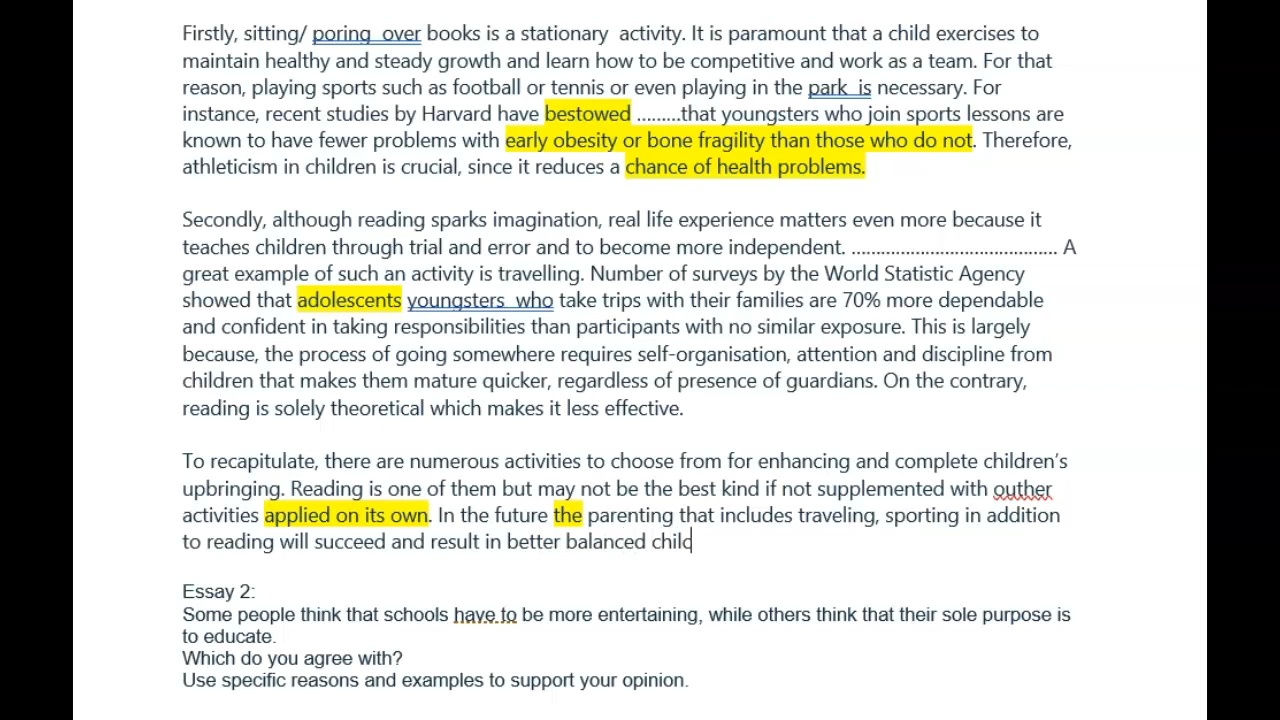 Firstly, sitting/ poring  over books is a stationary  activity. It is paramount that a child exercises to
maintain healthy and steady growth and learn how to be competitive and work as a team. For that
reason, playing sports such as football or tennis or even playing in the park  is necessary. For
instance, recent studies by Harvard have bestowed .........that youngsters who join sports lessons are
known to have fewer problems with early obesity or bone fragility than those who do not. Therefore,
athleticism in children is crucial, since it reduces a chance of health problems.
Secondly, although reading sparks imagination, real life experience matters even more because it
teaches children through trial and error and to become more independent. ......................................... A
great example of such an activity is travelling. Number of surveys by the World Statistic Agency
showed that adolescents youngsters  who take trips with their families are 70% more dependable
and confident in taking responsibilities than participants with no similar exposure. This is largely
because, the process of going somewhere requires self-organisation, attention and discipline from
children that makes them mature quicker, regardless of presence of guardians. On the contrary,
reading is solely theoretical which makes it less effective.
To recapitulate, there are numerous activities to choose from for enhancing and complete children's
upbringing. Reading is one of them but may not be the best kind if not supplemented with outher
activities applied on its own. In the future the parenting that includes traveling, sporting in addition
to reading will succeed and result in better balanced chilc
Essay 2:
Some people think that schools have to be more entertaining, while others think that their sole purpose is
to educate.
Which do you agree with?
Use specific reasons and examples to support your opinion.